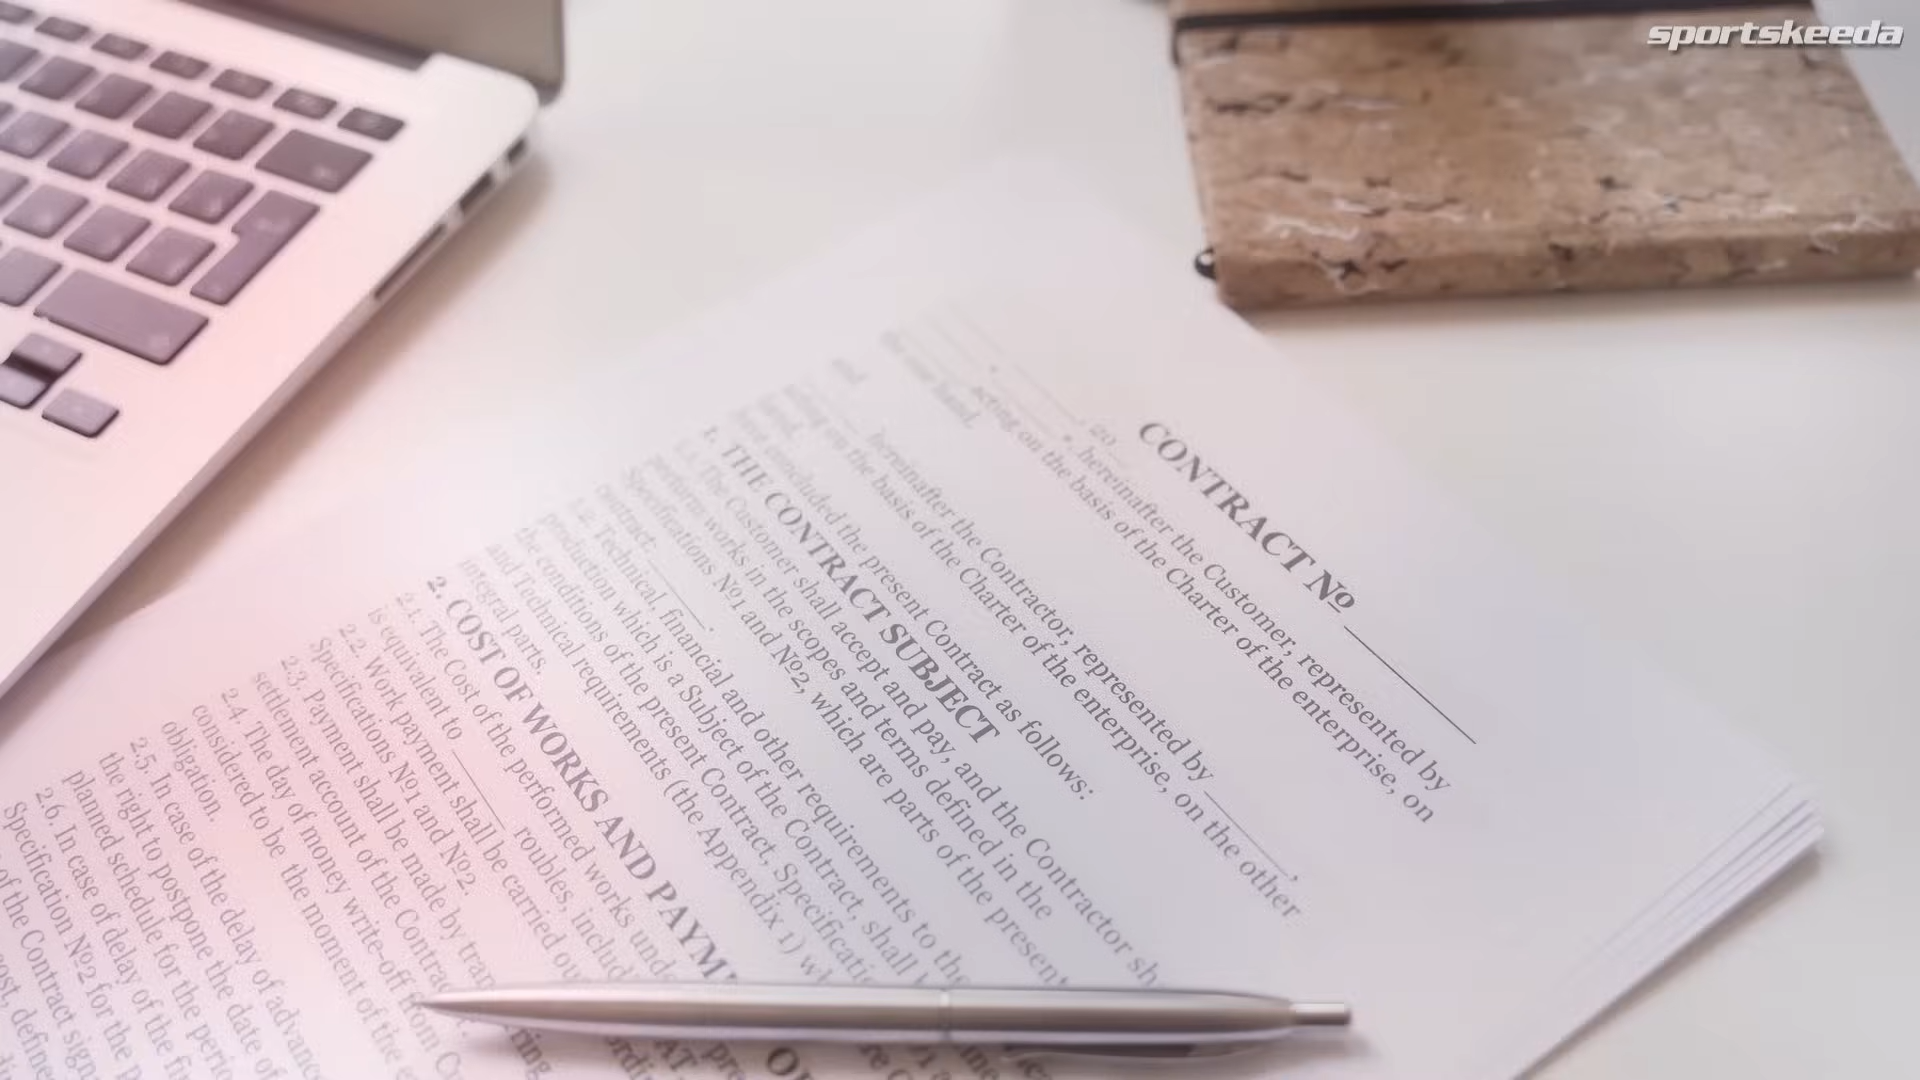 sportskeeda
CONTRACT №
20
, hereinafter the Customer, represented by
acting on the basis of the Charter of the enterprise, on
the one hand,
and
hereinafter the Contractor, represented by
acting on the basis of the Charter of the enterprise, on the other
hand,
have concluded the present Contract as follows:
1. THE CONTRACT SUBJECT
1.1. The Customer shall accept and pay, and the Contractor sh
perform works in the scopes and terms defined in the
Specifications №1 and №2, which are parts of the present
contract.
1.2. Technical, financial and other requirements to the
production which is a Subject of the Contract, shall
the conditions of the present Contract, Specificatio
and Technical requirements (the Appendix 1) wh
integral parts.
2. COST OF WORKS AND PAYM
2.1. The Cost of the performed works und
is equivalent to roubles, includ
2.2. Work payment shall be carried ou
Specifications №1 and №2.
2.3. Payment shall be made by tran
settlement account of the Contrac
2.4. The day of money write-off from Cu
considered to be the moment of the
obligation.
2.5. In case of the delay of advanc
the right to postpone the date of
planned schedule for the perio
2.6. In case of delay of the fi
Specification №2 for the p
of the Contract sign
cost, define